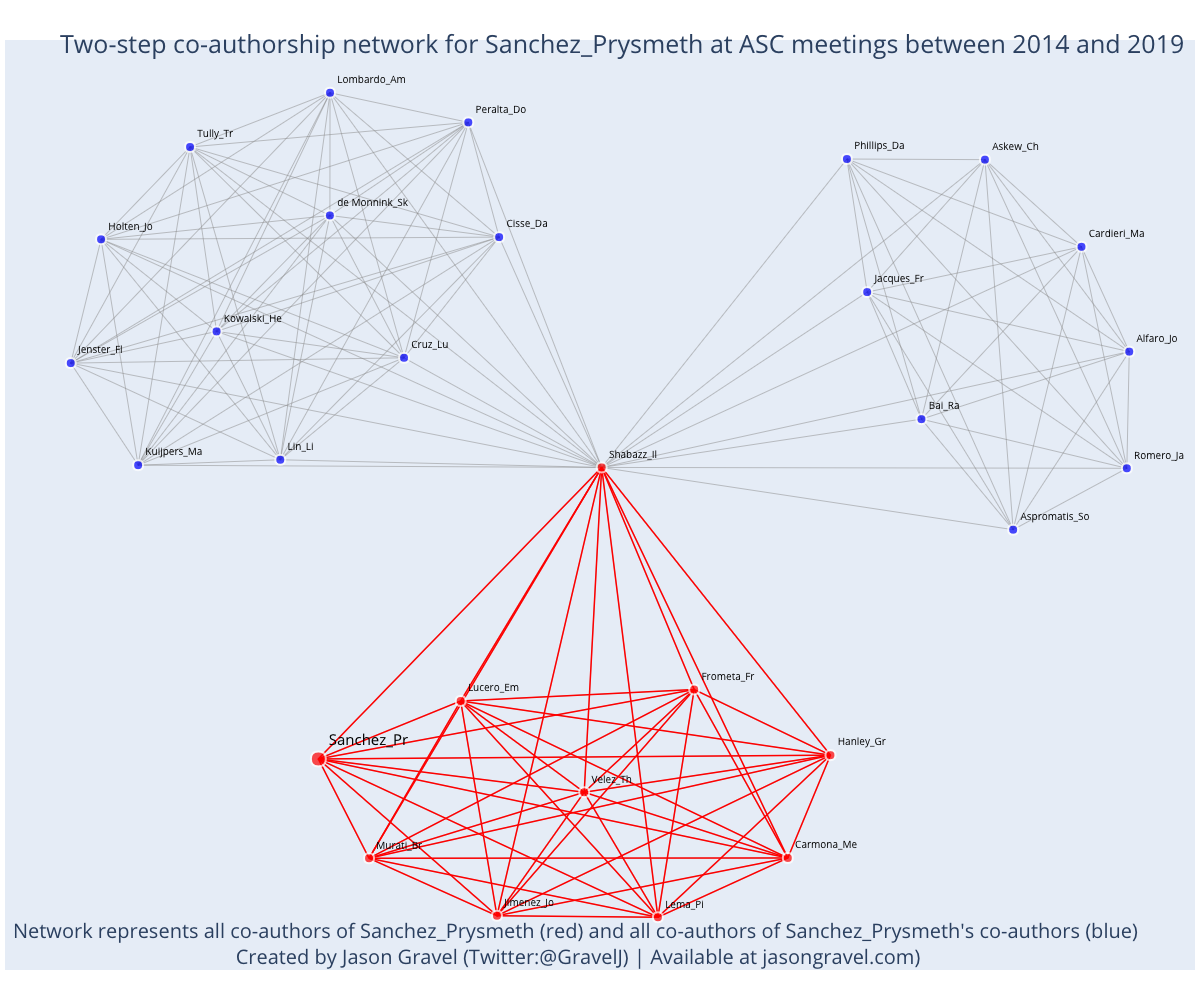 Two-step co-authorship network for Sanchez_Prysmeth at ASC meetings between 2014 and 2019
Lombardo_Am
Peralta_Do
Tully_Tr
Phillips_Da
Askew_Ch
de Monnink_Sk
Holten_Jo
Cisse_Da
Cardieri_Ma
Jacques_Fr
Kowalski_He
Cruz_Lu
Jenster_Fl
Alfaro_Jo
Bai_Ra
Kuijpers_Ma
Lin_Li
Shabazz_Il
Romero_Ja
Aspromatis_So
Frometa_Fr
Lucero_Em
Sanchez_Pr
Hanley_Gr
Velez_Th
Murati_Br
Carmona_Me
Jimenez_Jo
Lema_Pi
Network represents all co-authors of Sanchez_Prysmeth (red) and all co-authors of Sanchez_Prysmeth's co-authors (blue)
Created by Jason Gravel (Twitter:@GravelJ) | Available at jasongravel.com)